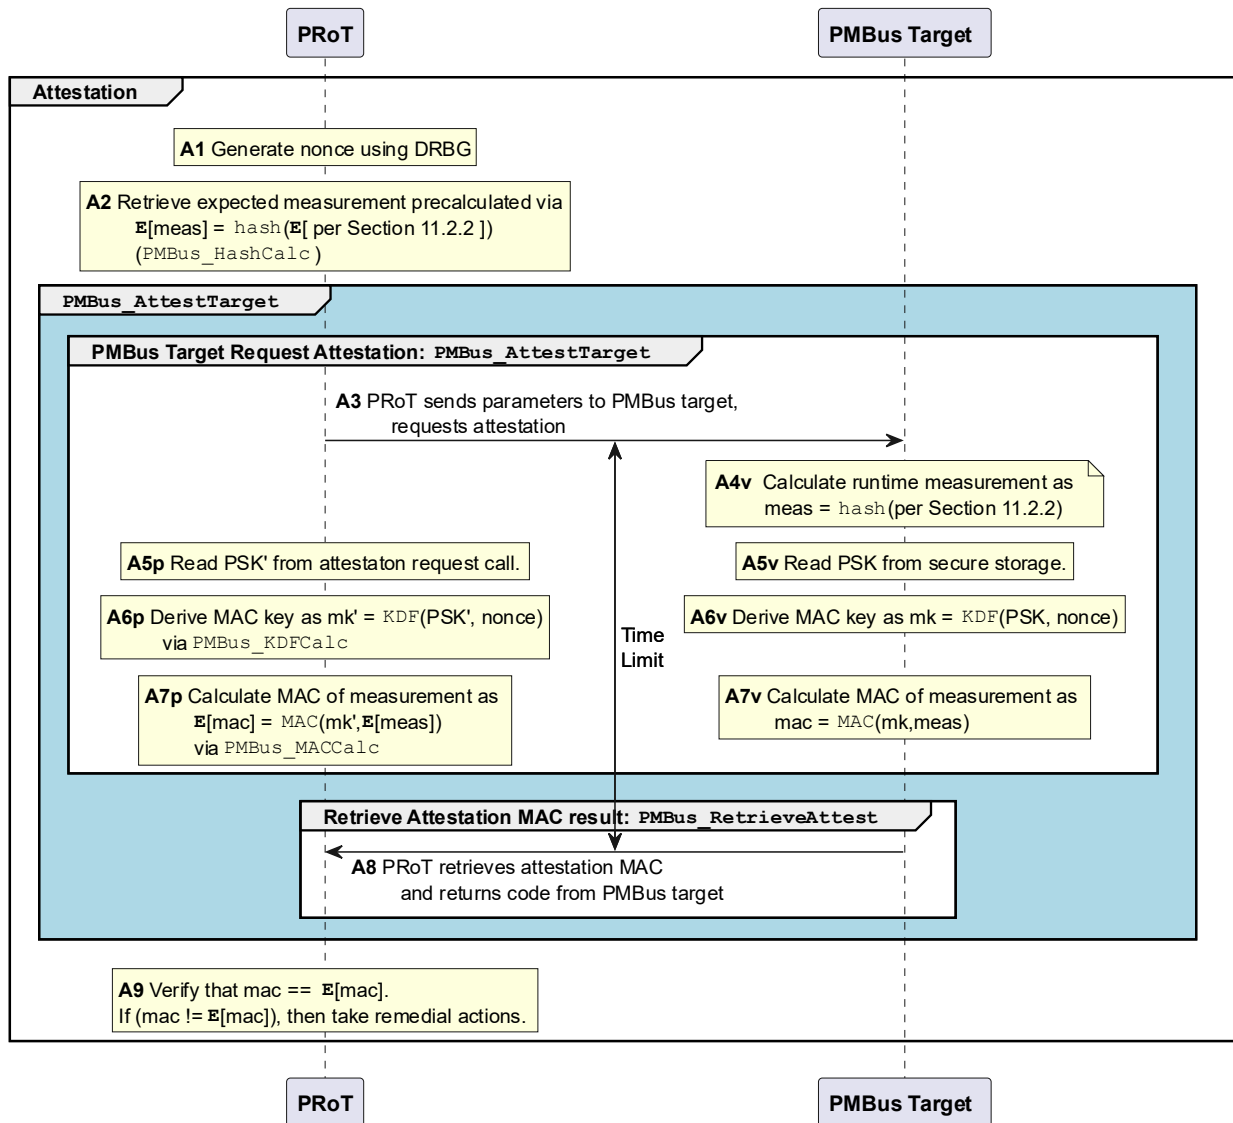 PRoT
PMBus Target
Attestation
A1 Generate nonce using DRBG
A2 Retrieve expected measurement precalculated via
E[meas] = hash(E[ per Section 11.2.2 ])
(PMBus_HashCalc )
PMBus_AttestTarget
PMBus Target Request Attestation: PMBus_AttestTarget
A3 PRoT sends parameters to PMBus target,
requests attestation
A4v Calculate runtime measurement as
meas = hash(per Section 11.2.2)
A5p Read PSK' from attestaton request call.
A5v Read PSK from secure storage.
A6p Derive MAC key as mk' = KDF(PSK', nonce)
via PMBus_KDFCalc
A6v Derive MAC key as mk = KDF(PSK, nonce)
Time
Limit
A7p Calculate MAC of measurement as
E[mac] = MAC(mk',E[meas])
via PMBus_MACCalc
A7v Calculate MAC of measurement as
mac = MAC(mk,meas)
Retrieve Attestation MAC result: PMBus_RetrieveAttest
A8 PRoT retrieves attestation MAC
and returns code from PMBus target
A9 Verify that mac == E[mac].
If (mac != E[mac]), then take remedial actions.
PRoT
PMBus Target